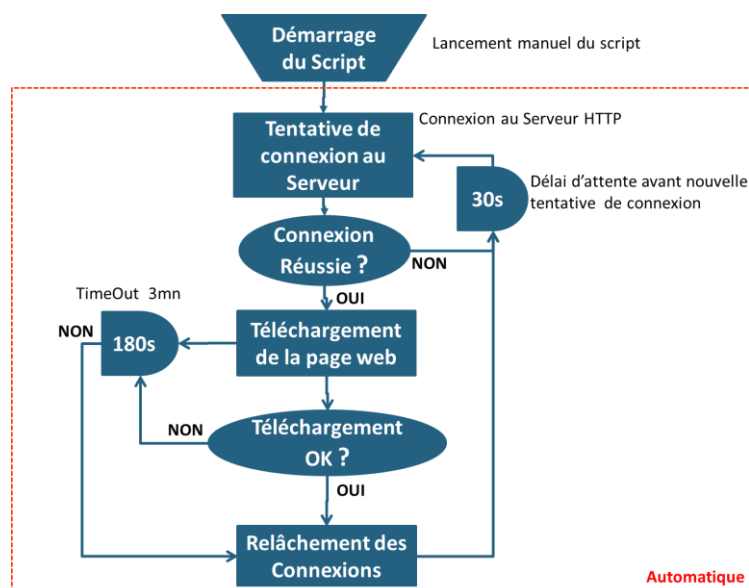 Démarrage
du Script
Lancement manuel du script
Connexion au Serveur HTTP
Tentative de
connexion au
Serveur
30s
Délai d'attente avant nouvelle
tentative de connexion
Connexion
Réussie ?
NON
OUI
TimeOut 3mn
NON
180s
Téléchargement
de la page web
NON
Téléchargement
OK ?
OUI
Relâchement des
Connexions
Automatique